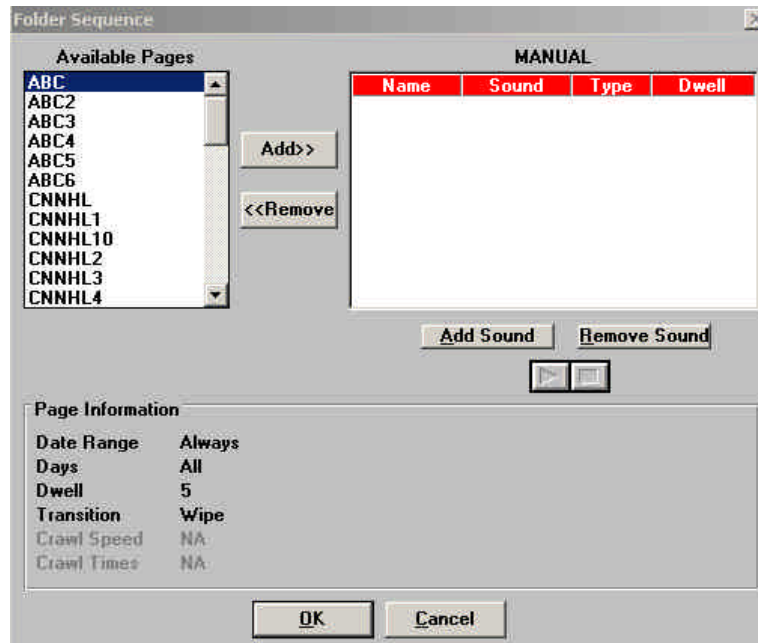 Folder Sequence
Available Pages
MANUAL
ABC
ABC2
ABC3
ABC4
ABC5
ABC6
CNNHL
CNNHL1
CNNHL10
CNNHL2
CNNHL3
CNNHL4
Add>>
<<Remove
Name Sound Type Dwell
Add Sound Remove Sound
Page Information
Date Range Always
Days All
Dwell 5
Transition Wipe
Crawl Speed NA
Crawl Times NA
OK Cancel